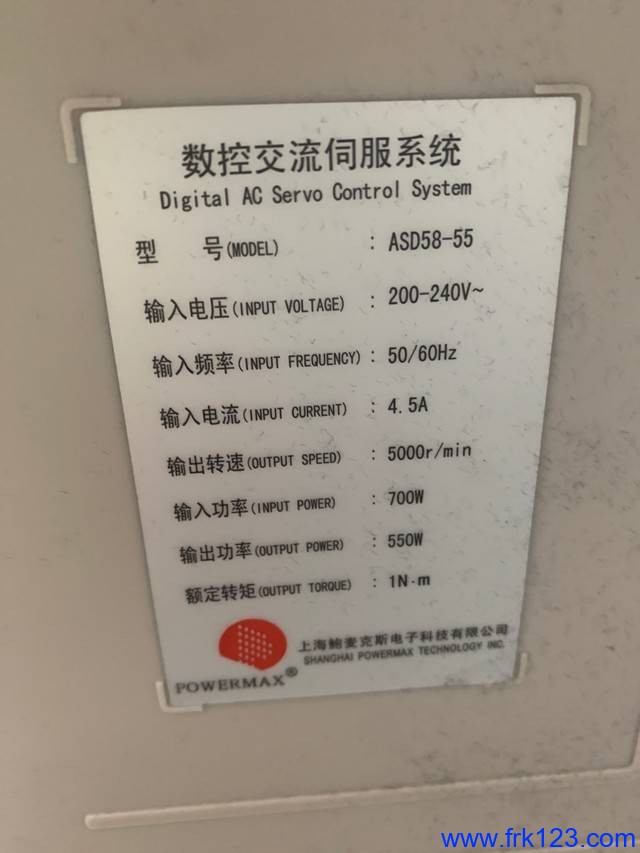 数控交流伺服系统
Digital AC Servo Control System
型 号(MODEL) : ASD58-55
输入电压(INPUT VOLTAGE) : 200-240V~
输入频率(INPUT FREQUENCY) : 50/60Hz
输入电流(INPUT CURRENT) : 4.5A
输出转速(OUTPUT SPEED) : 5000r/min
输入功率(INPUT POWER) : 700W
输出功率(OUTPUT POWER) : 550W
额定转矩(OUTPUT TORQUE) : 1N·m
上海鲍麦克斯电子科技有限公司
SHANGHAI POWERMAX TECHNOLOGY INC.
POWERMAX®
www.frk123.com